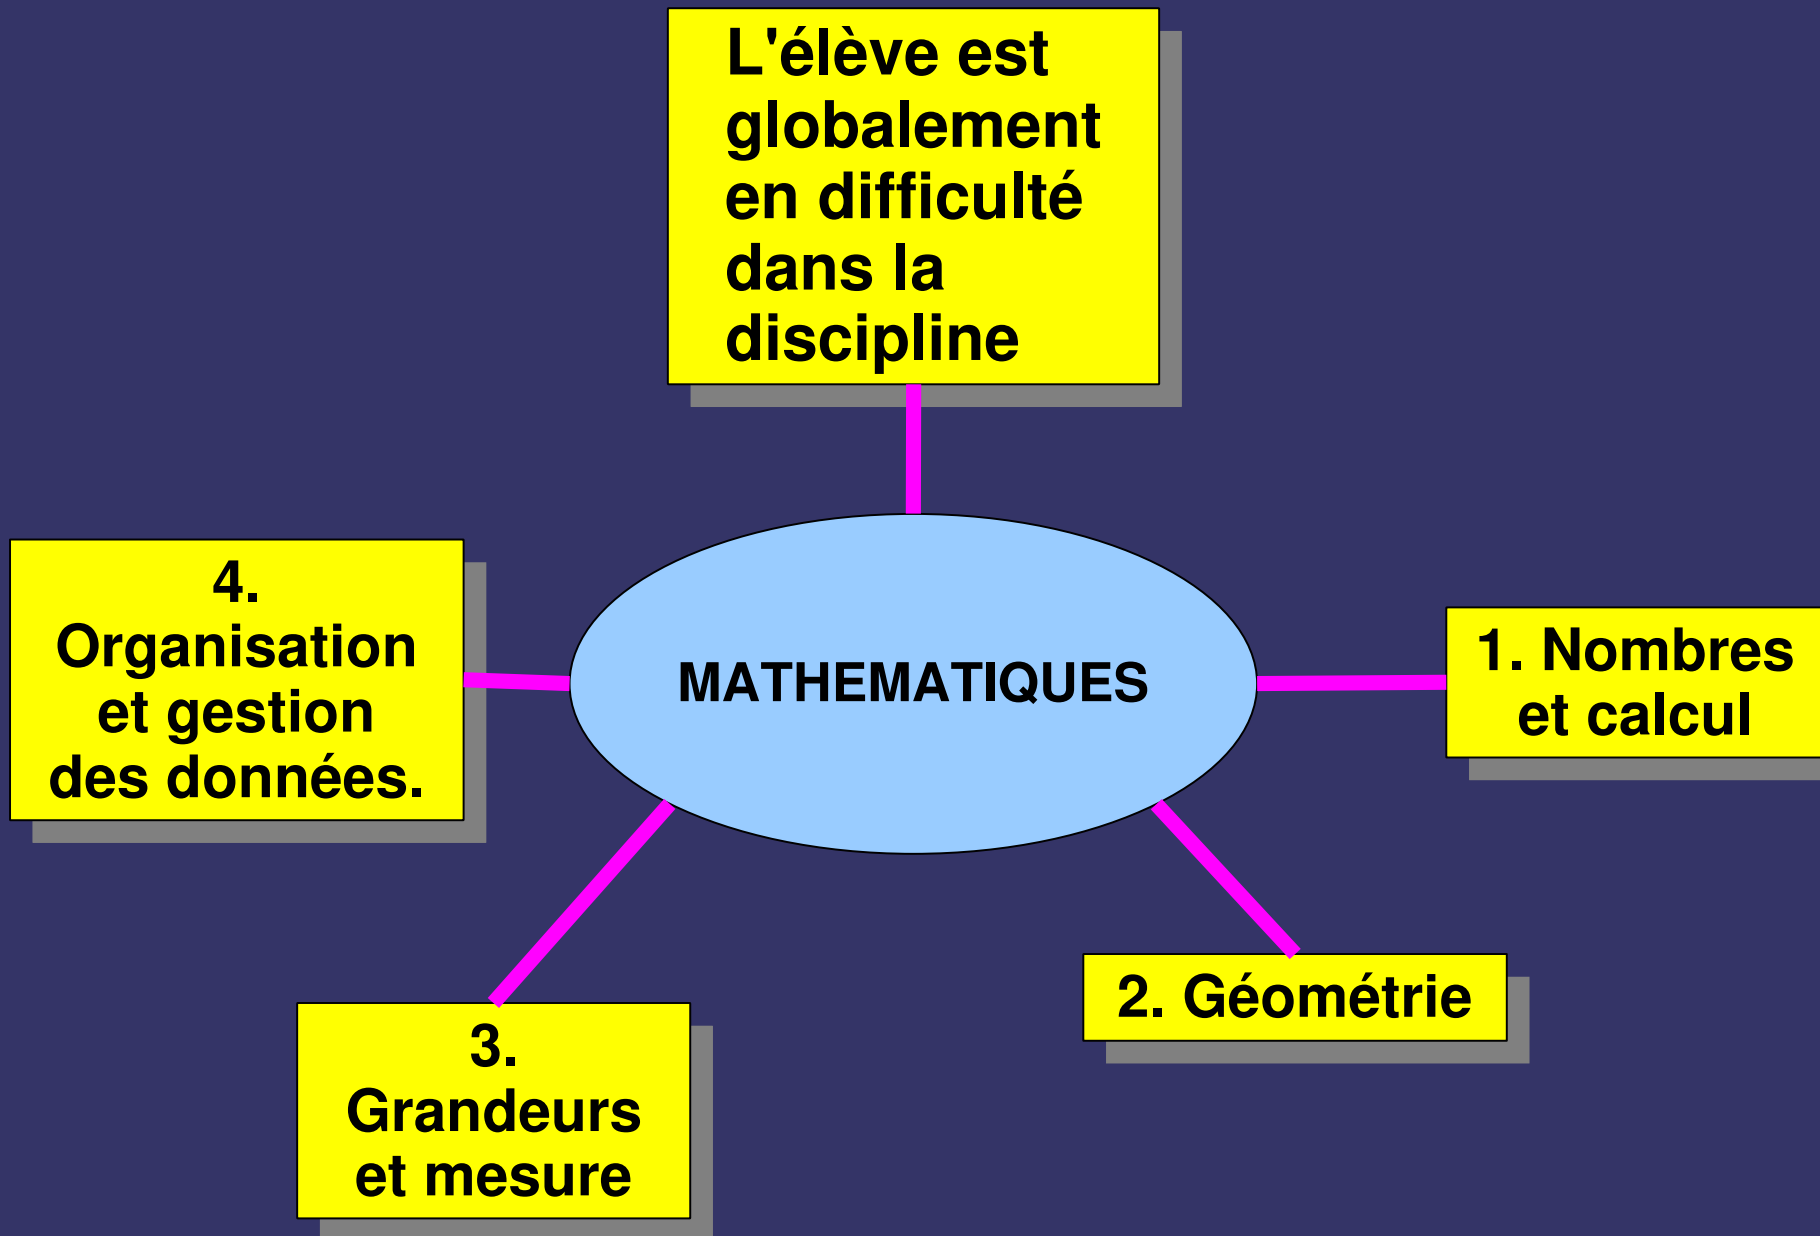 L'élève est
globalement
en difficulté
dans la
discipline
4.
Organisation
et gestion
des données.
MATHEMATIQUES
1. Nombres
et calcul
2. Géométrie
3.
Grandeurs
et mesure